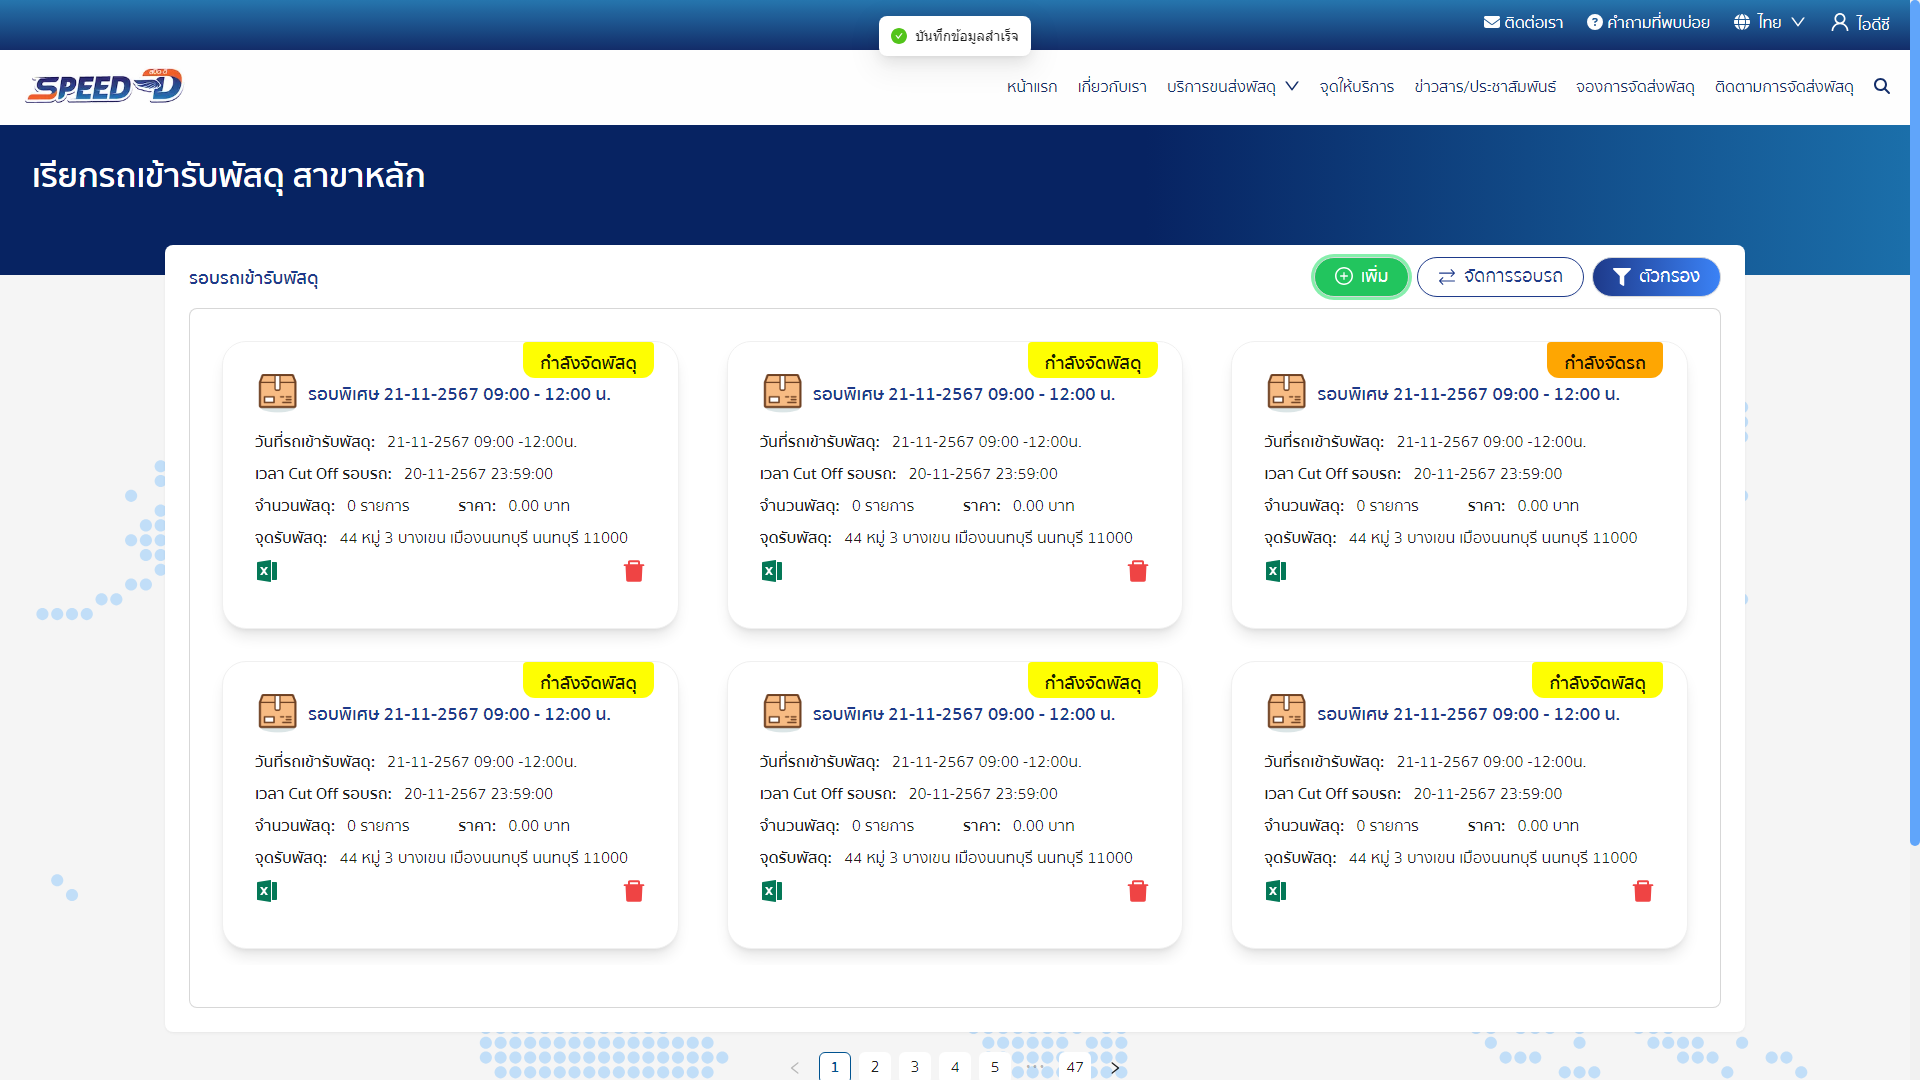 ติดต่อเรา คำถามที่พบบ่อย ไทย ไอดีซี
บันทึกข้อมูลสำเร็จ
SPEED-D
หน้าแรก เกี่ยวกับเรา บริการขนส่งพัสดุ จุดให้บริการ ข่าวสาร/ประชาสัมพันธ์ จองการจัดส่งพัสดุ ติดตามการจัดส่งพัสดุ
เรียกรถเข้ารับพัสดุ สาขาหลัก
รอบรถเข้ารับพัสดุ เพิ่ม จัดการรอบรถ ตัวกรอง
กำลังจัดพัสดุ
รอบพิเศษ 21-11-2567 09:00 - 12:00 น.
วันที่รถเข้ารับพัสดุ: 21-11-2567 09:00 -12:00น.
เวลา Cut Off รอบรถ: 20-11-2567 23:59:00
จำนวนพัสดุ: 0 รายการ ราคา: 0.00 บาท
จุดรับพัสดุ: 44 หมู่ 3 บางเขน เมืองนนทบุรี นนทบุรี 11000
กำลังจัดพัสดุ
รอบพิเศษ 21-11-2567 09:00 - 12:00 น.
วันที่รถเข้ารับพัสดุ: 21-11-2567 09:00 -12:00น.
เวลา Cut Off รอบรถ: 20-11-2567 23:59:00
จำนวนพัสดุ: 0 รายการ ราคา: 0.00 บาท
จุดรับพัสดุ: 44 หมู่ 3 บางเขน เมืองนนทบุรี นนทบุรี 11000
กำลังจัดรถ
รอบพิเศษ 21-11-2567 09:00 - 12:00 น.
วันที่รถเข้ารับพัสดุ: 21-11-2567 09:00 -12:00น.
เวลา Cut Off รอบรถ: 20-11-2567 23:59:00
จำนวนพัสดุ: 0 รายการ ราคา: 0.00 บาท
จุดรับพัสดุ: 44 หมู่ 3 บางเขน เมืองนนทบุรี นนทบุรี 11000
กำลังจัดพัสดุ
รอบพิเศษ 21-11-2567 09:00 - 12:00 น.
วันที่รถเข้ารับพัสดุ: 21-11-2567 09:00 -12:00น.
เวลา Cut Off รอบรถ: 20-11-2567 23:59:00
จำนวนพัสดุ: 0 รายการ ราคา: 0.00 บาท
จุดรับพัสดุ: 44 หมู่ 3 บางเขน เมืองนนทบุรี นนทบุรี 11000
กำลังจัดพัสดุ
รอบพิเศษ 21-11-2567 09:00 - 12:00 น.
วันที่รถเข้ารับพัสดุ: 21-11-2567 09:00 -12:00น.
เวลา Cut Off รอบรถ: 20-11-2567 23:59:00
จำนวนพัสดุ: 0 รายการ ราคา: 0.00 บาท
จุดรับพัสดุ: 44 หมู่ 3 บางเขน เมืองนนทบุรี นนทบุรี 11000
กำลังจัดพัสดุ
รอบพิเศษ 21-11-2567 09:00 - 12:00 น.
วันที่รถเข้ารับพัสดุ: 21-11-2567 09:00 -12:00น.
เวลา Cut Off รอบรถ: 20-11-2567 23:59:00
จำนวนพัสดุ: 0 รายการ ราคา: 0.00 บาท
จุดรับพัสดุ: 44 หมู่ 3 บางเขน เมืองนนทบุรี นนทบุรี 11000
1 2 3 4 5 ••• 47